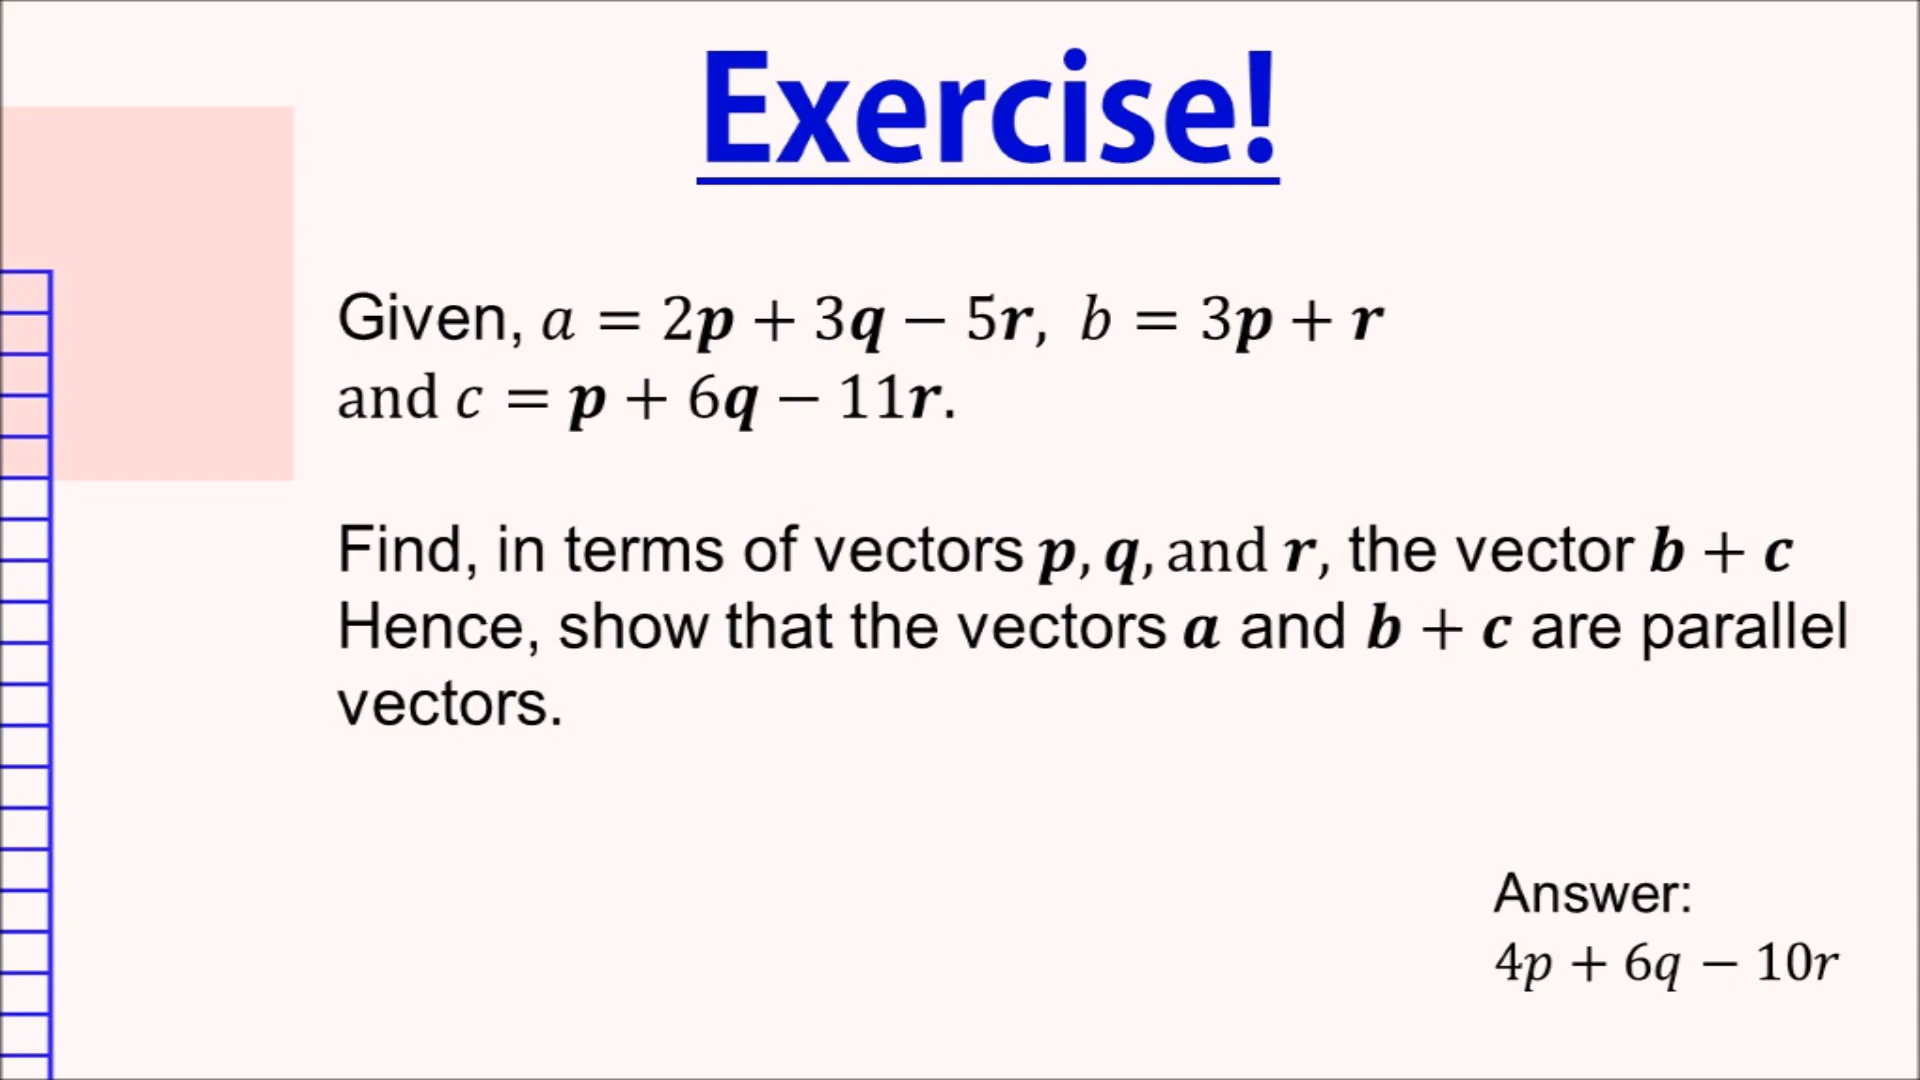 Exercise!
Given, a = 2p + 3q − 5r, b = 3p + r
and c = p + 6q − 11r.
Find, in terms of vectors p, q, and r, the vector b + c
Hence, show that the vectors a and b + c are parallel
vectors.
Answer:
4p + 6q − 10r